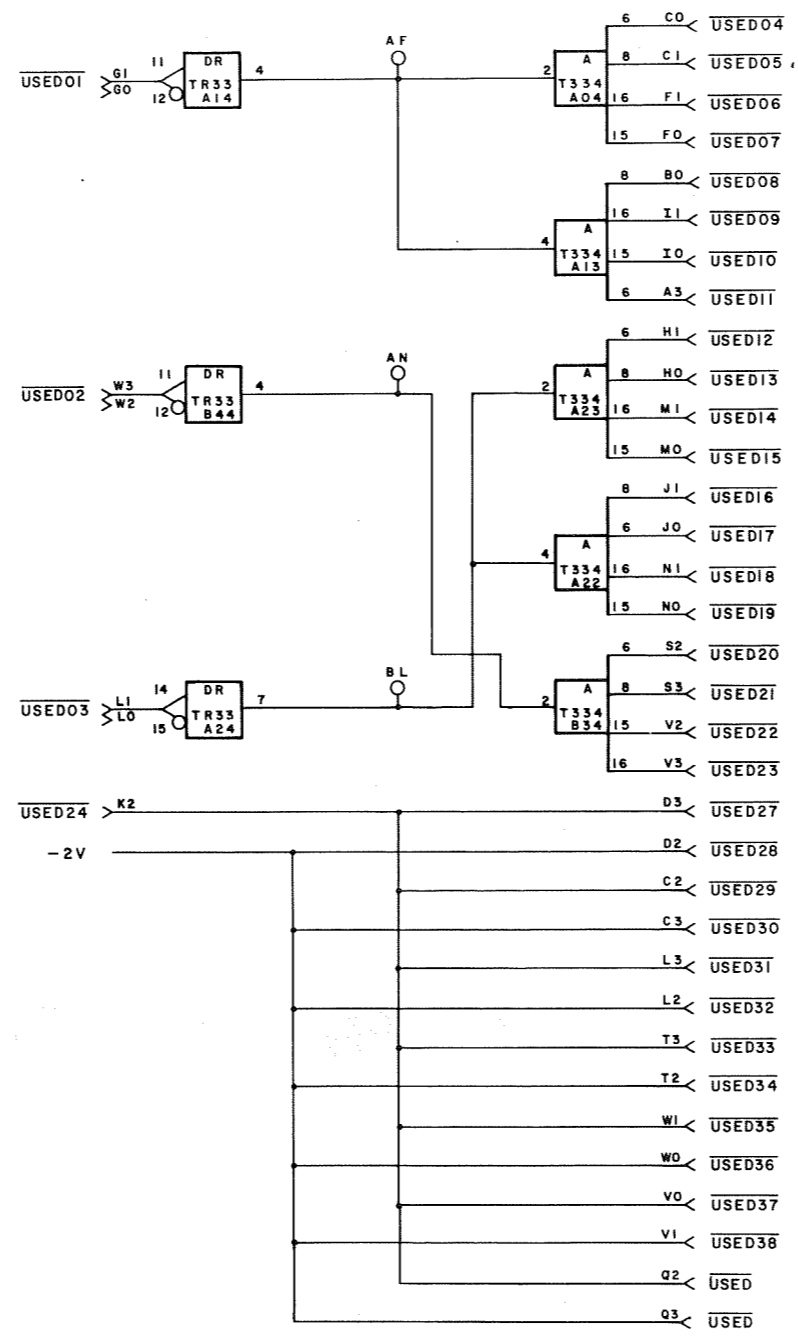 6 C0 USED04
AF
11 DR 8 C1 USED05
USED01 G1 4 2 A
G0 TR33 T334
12 A14 A04 16 F1 USED06
15 F0 USED07
8 B0 USED08
A 16 I1 USED09
4 T334 15 I0 USED10
A13
6 A3 USED11
6 H1 USED12
AN
11 DR A 8 H0 USED13
USED02 W3 4 2
W2 TR33 T334
12 B44 A23 16 M1 USED14
15 M0 USED15
8 J1 USED16
6 J0 USED17
A
4 T334 16 N1 USED18
A22
15 N0 USED19
6 S2 USED20
BL
14 DR A 8 S3 USED21
USED03 L1 7 2
L0 TR33 T334 15 V2 USED22
15 A24 B34
16 V3 USED23
USED24 K2 D3 USED27
-2V D2 USED28
C2 USED29
C3 USED30
L3 USED31
L2 USED32
T3 USED33
T2 USED34
W1 USED35
W0 USED36
V0 USED37
V1 USED38
Q2 USED
Q3 USED